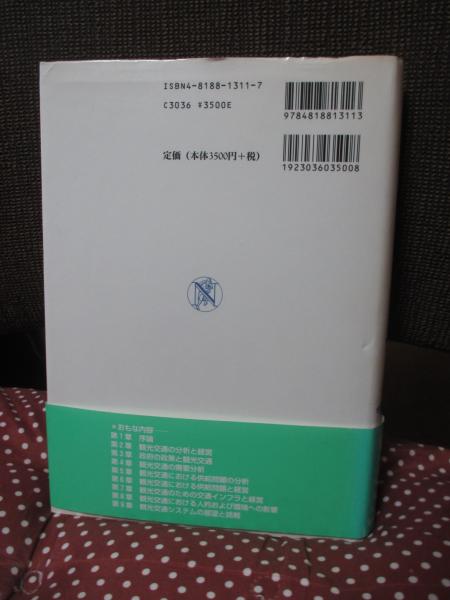 ISBN4-8188-1311-7
C3036 ¥3500E
定価（本体3500円＋税）
9784818813113
1923036035008
●おもな内容
第1章 序論
第2章 観光交通の分析と経営
第3章 政府の政策と観光交通
第4章 観光交通の需要分析
第5章 観光交通における供給問題の分析
第6章 観光交通における供給問題と経営
第7章 観光交通のための交通インフラと経営
第8章 観光交通における人的および環境への影響
第9章 観光交通システムの展望と挑戦